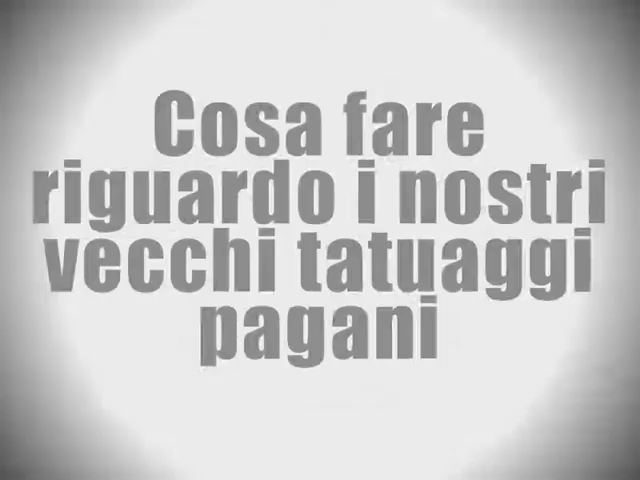 Cosa fare
riguardo i nostri
vecchi tatuaggi
pagani